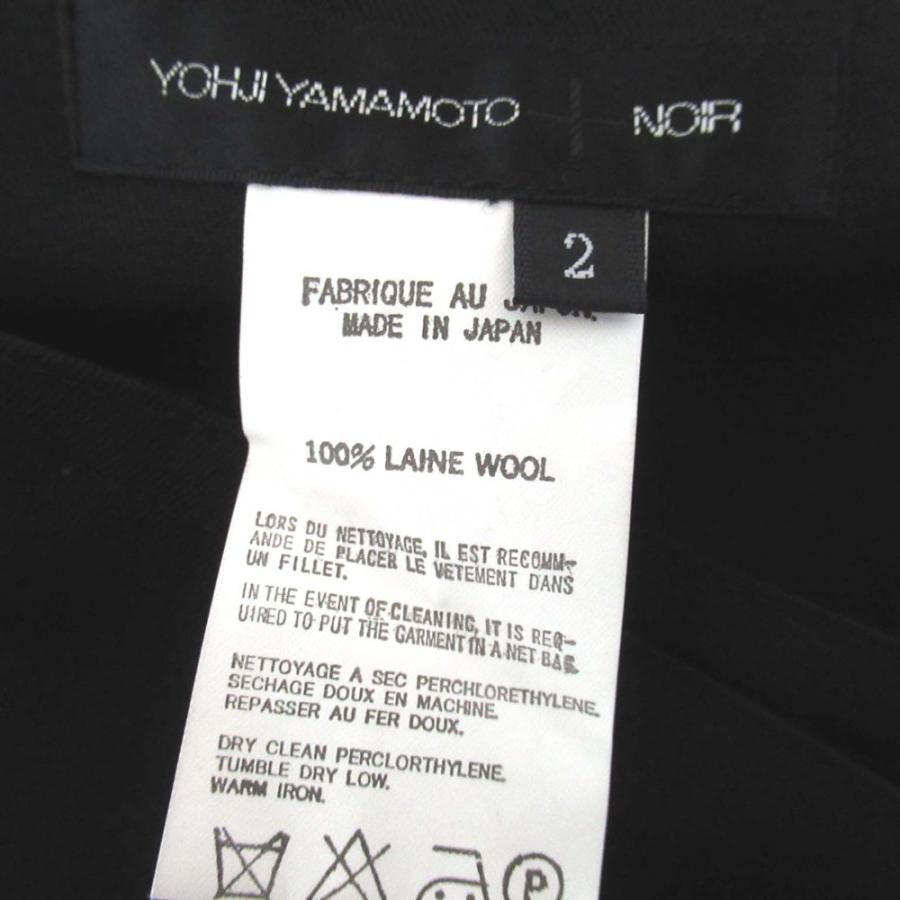 YOHJI YAMAMOTO | NOIR
2
FABRIQUE AU JAPON.
MADE IN JAPAN
100% LAINE WOOL
LORS DU NETTOYAGE, IL EST RECOMM-
ANDE DE PLACER LE VETEMENT DANS
UN FILLET.
IN THE EVENT OF CLEANING, IT IS REQ-
UIRED TO PUT THE GARMENT IN A NET BAG.
NETTOYAGE A SEC PERCHLORETHYLENE.
SECHAGE DOUX EN MACHINE.
REPASSER AU FER DOUX.
DRY CLEAN PERCLORTHYLENE.
TUMBLE DRY LOW.
WARM IRON.
P